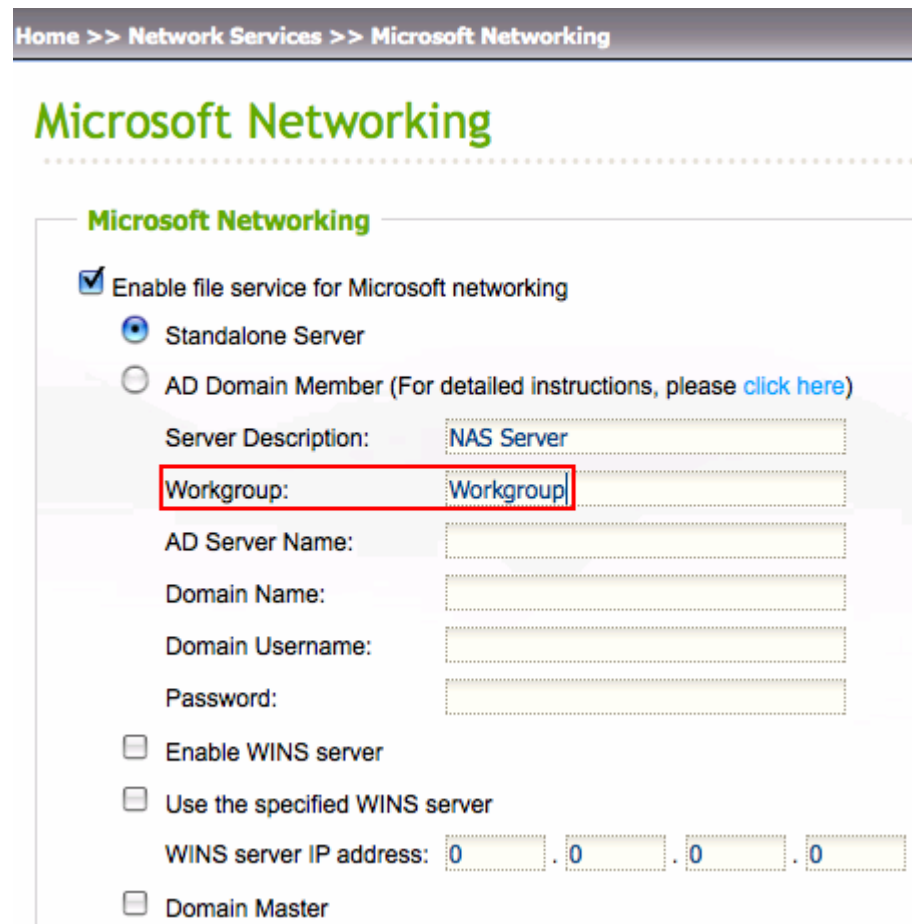 Home >> Network Services >> Microsoft Networking
Microsoft Networking
Microsoft Networking
Enable file service for Microsoft networking
Standalone Server
AD Domain Member (For detailed instructions, please click here)
Server Description: NAS Server
Workgroup: Workgroup
AD Server Name:
Domain Name:
Domain Username:
Password:
Enable WINS server
Use the specified WINS server
WINS server IP address: 0 . 0 . 0 . 0
Domain Master